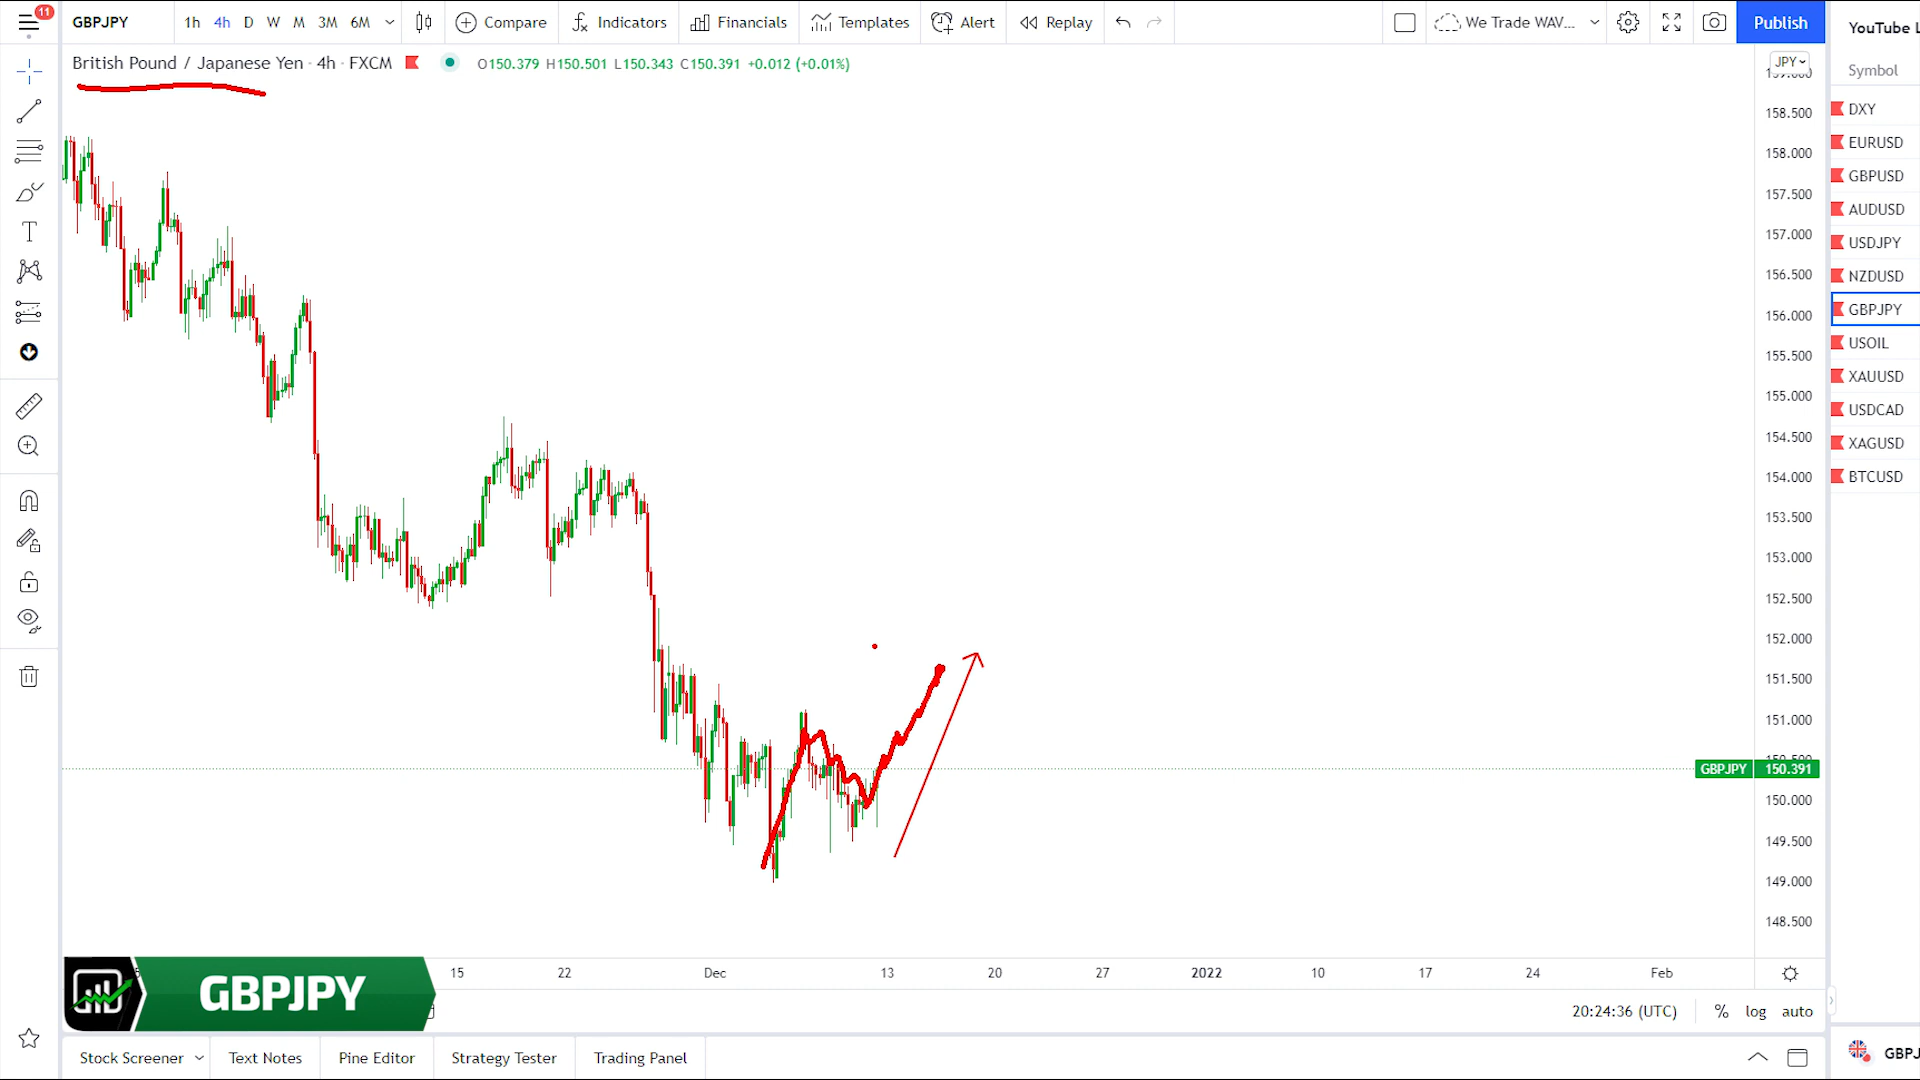 11
GBPJPY 1h 4h D W M 3M 6M Compare Indicators Financials Templates Alert Replay We Trade WAV... Publish
YouTube L
British Pound / Japanese Yen · 4h · FXCM O150.379 H150.501 L150.343 C150.391 +0.012 (+0.01%)
JPY
Symbol
158.500
158.000
157.500
157.000
156.500
156.000
155.500
155.000
154.500
154.000
153.500
153.000
152.500
152.000
151.500
151.000
GBPJPY 150.391
150.000
149.500
149.000
148.500
DXY
EURUSD
GBPUSD
AUDUSD
USDJPY
NZDUSD
GBPJPY
USOIL
XAUUSD
USDCAD
XAGUSD
BTCUSD
15 22 Dec 13 20 27 2022 10 17 24 Feb
GBPJPY
20:24:36 (UTC) % log auto
Stock Screener Text Notes Pine Editor Strategy Tester Trading Panel
GBPJ